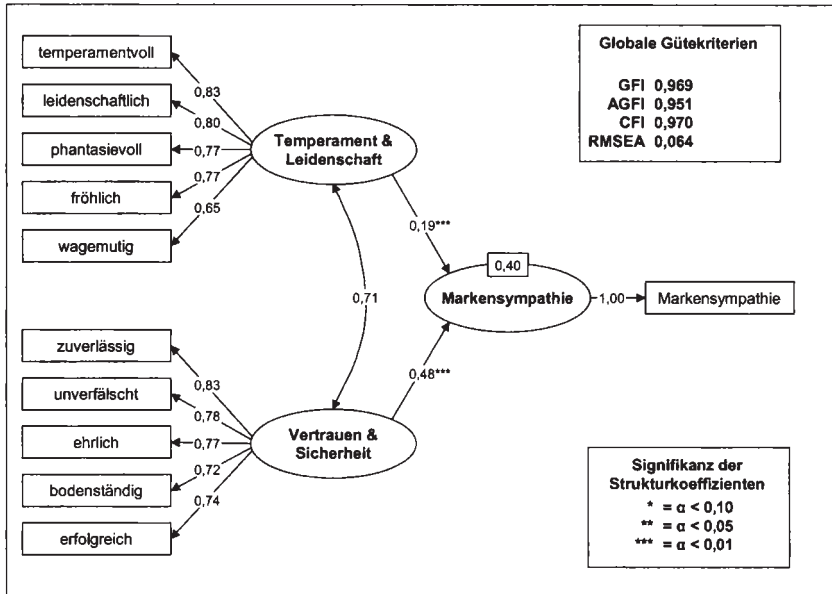 temperamentvoll
leidenschaftlich
phantasievoll
fröhlich
wagemutig
0,83
0,80
0,77
0,77
0,65
Temperament &
Leidenschaft
Globale Gütekriterien
GFI 0,969
AGFI 0,951
CFI 0,970
RMSEA 0,064
0,19***
0,71
0,40
Markensympathie
1,00
Markensympathie
0,48***
zuverlässig
unverfälscht
ehrlich
bodenständig
erfolgreich
0,83
0,78
0,77
0,72
0,74
Vertrauen &
Sicherheit
Signifikanz der
Strukturkoeffizienten
* = α < 0,10
** = α < 0,05
*** = α < 0,01